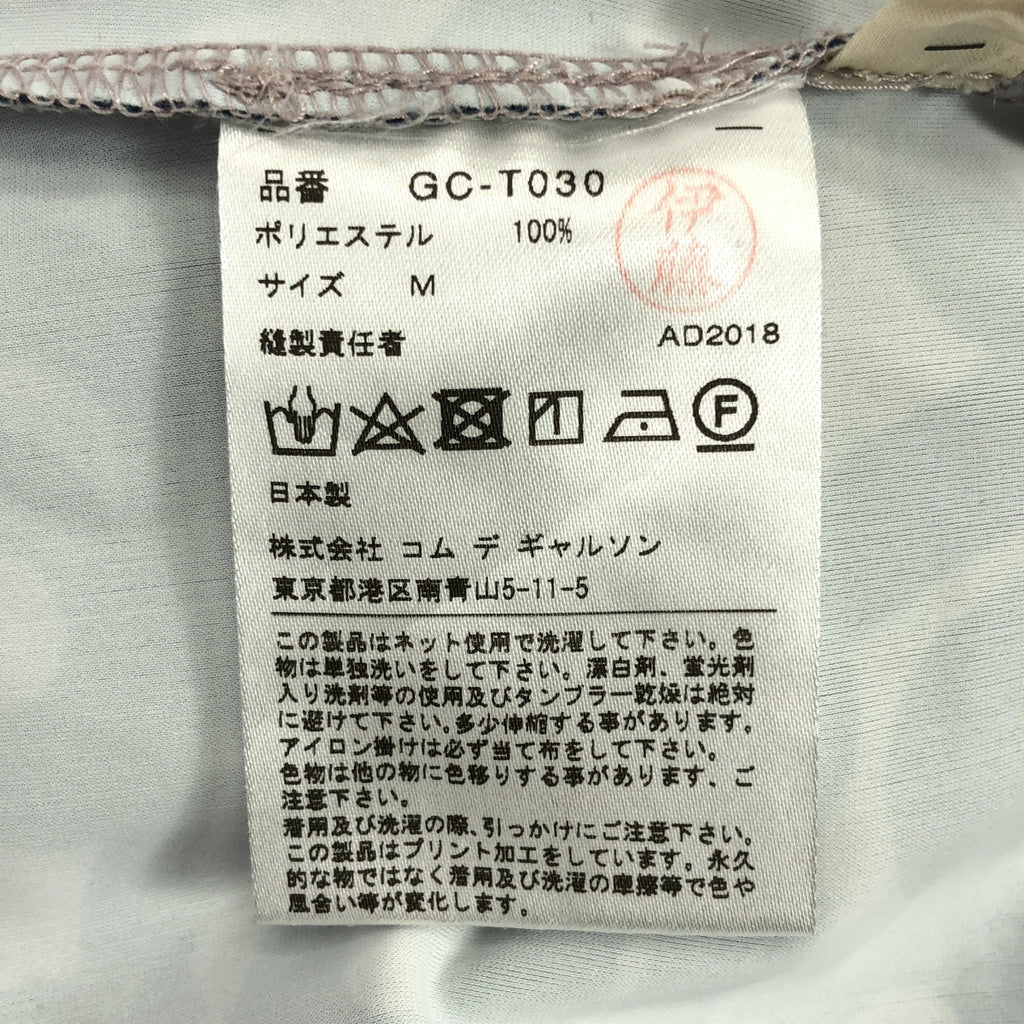 品番 GC-T030
ポリエステル 100%
伊藤
サイズ M
縫製責任者 AD2018
F
日本製
株式会社 コム デ ギャルソン
東京都港区南青山5-11-5
この製品はネット使用で洗濯して下さい。色
物は単独洗いをして下さい。漂白剤、蛍光剤
入り洗剤等の使用及びタンブラー乾燥は絶対
に避けて下さい。多少伸縮する事があります。
アイロン掛けは必ず当て布をして下さい。
色物は他の物に色移りする事があります、ご
注意下さい。
着用及び洗濯の際、引っかけにご注意下さい。
この製品はプリント加工をしています。永久
的な物ではなく着用及び洗濯の摩擦等で色や
風合い等が変化します。